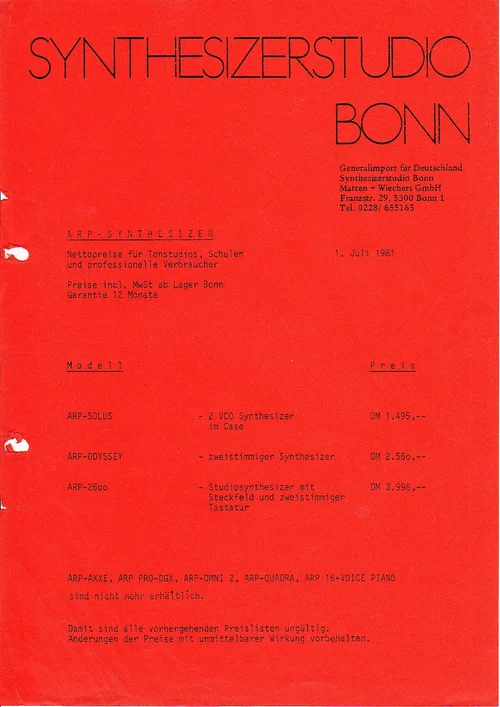 SYNTHESIZERSTUDIO
BONN
Generalimport für Deutschland
Synthesizerstudio Bonn
Matten + Wiechers GmbH
Franzstr. 29, 5300 Bonn 1
Tel. 0228/ 655165
ARP-SYNTHESIZER
Nettopreise für Tonstudios, Schulen
und professionelle Verbraucher
1. Juli 1981
Preise incl. MwSt ab Lager Bonn
Garantie 12 Monate
Modell Preis
ARP-SOLUS - 2 VCO Synthesizer DM 1.495,--
im Case
ARP-ODYSSEY - zweistimmiger Synthesizer DM 2.56o,--
ARP-26oo - Studiosynthesizer mit DM 3.998,--
Steckfeld und zweistimmiger
Tastatur
ARP-AXXE, ARP PRO-DGX, ARP-OMNI 2, ARP-QUADRA, ARP 16-VOICE PIANO
sind nicht mehr erhältlich.
Damit sind alle vorhergehenden Preislisten ungültig.
Änderungen der Preise mit unmittelbarer Wirkung vorbehalten.